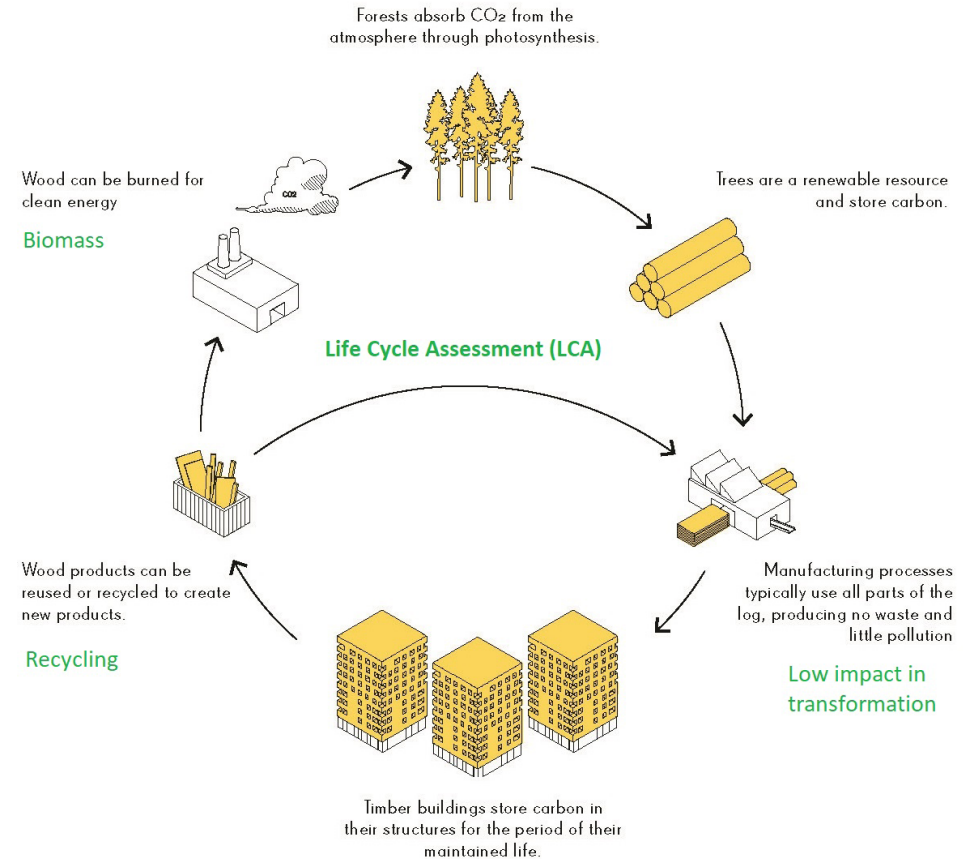 Forests absorb CO2 from the
atmosphere through photosynthesis.
Wood can be burned for
clean energy
Biomass
CO2
Trees are a renewable resource
and store carbon.
Life Cycle Assessment (LCA)
Wood products can be
reused or recycled to create
new products.
Recycling
Manufacturing processes
typically use all parts of the
log, producing no waste and
little pollution
Low impact in
transformation
Timber buildings store carbon in
their structures for the period of their
maintained life.